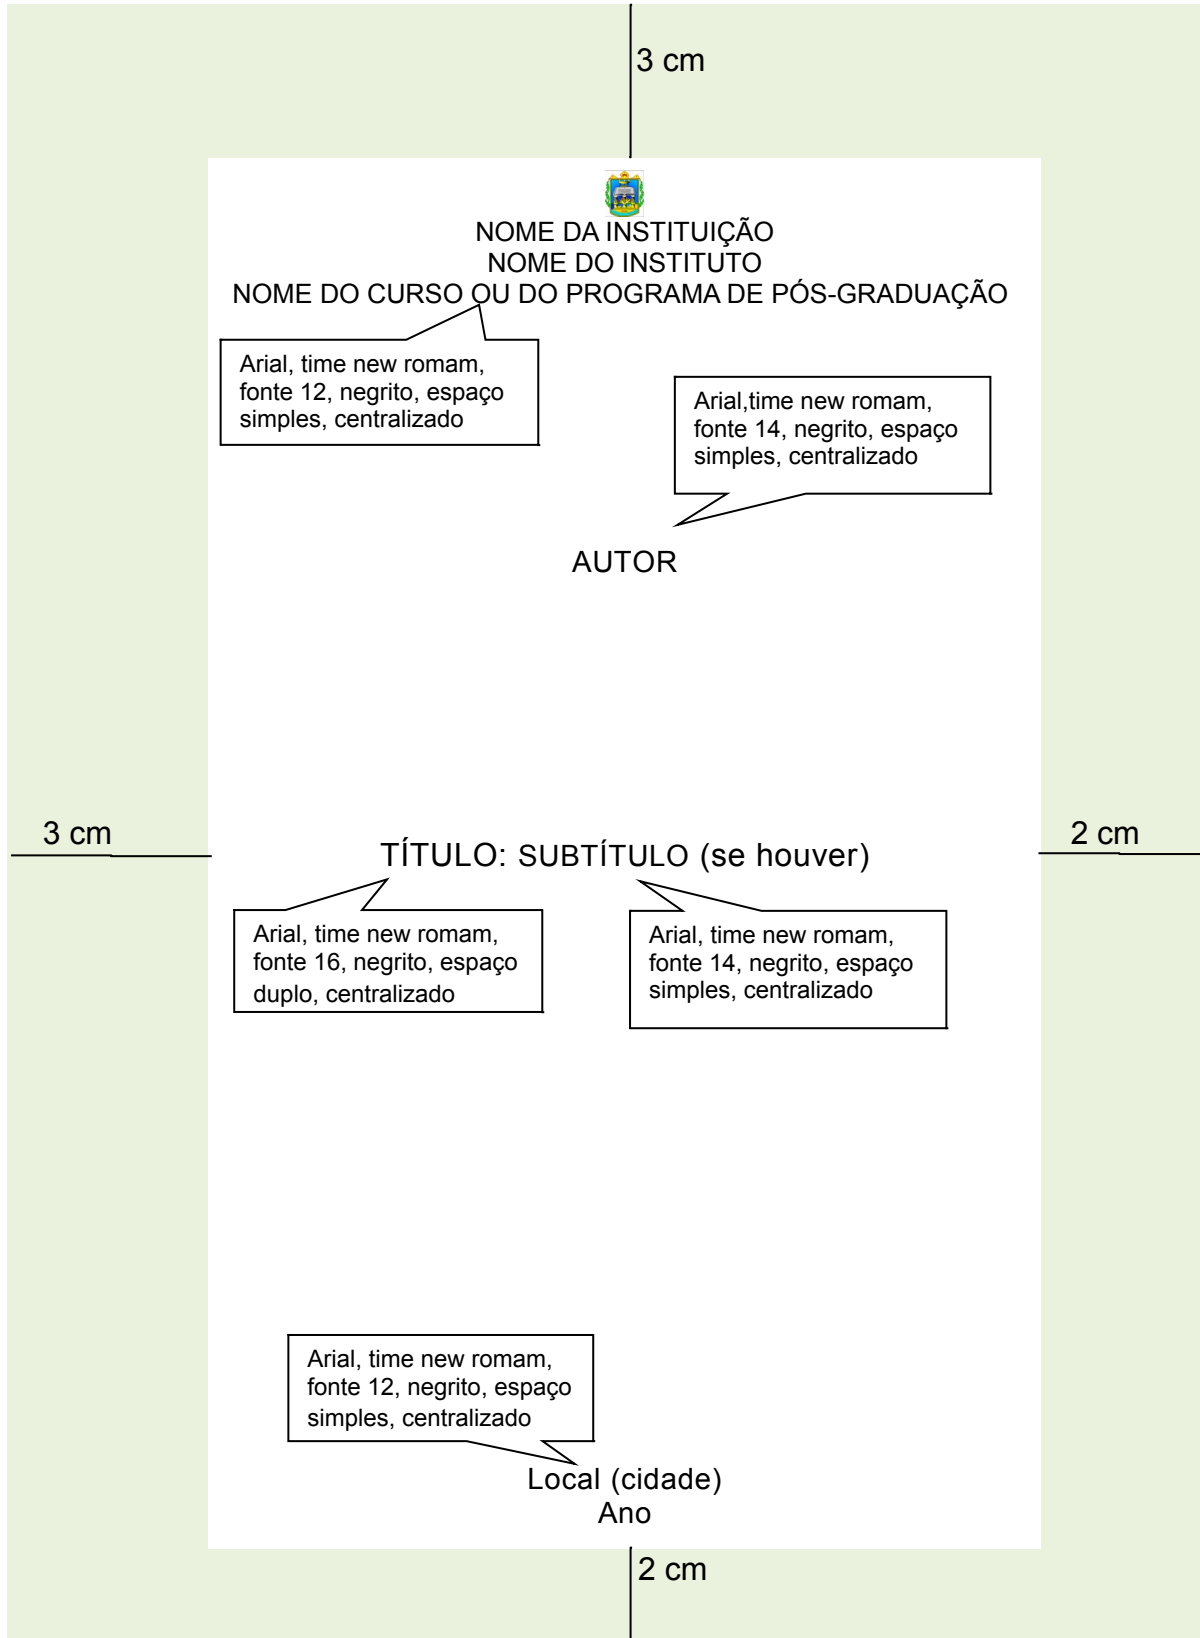 3 cm
NOME DA INSTITUIÇÃO
NOME DO INSTITUTO
NOME DO CURSO OU DO PROGRAMA DE PÓS-GRADUAÇÃO
Arial, time new romam,
fonte 12, negrito, espaço
simples, centralizado
Arial,time new romam,
fonte 14, negrito, espaço
simples, centralizado
AUTOR
3 cm
TÍTULO: SUBTÍTULO (se houver)
2 cm
Arial, time new romam,
fonte 16, negrito, espaço
duplo, centralizado
Arial, time new romam,
fonte 14, negrito, espaço
simples, centralizado
Arial, time new romam,
fonte 12, negrito, espaço
simples, centralizado
Local (cidade)
Ano
2 cm